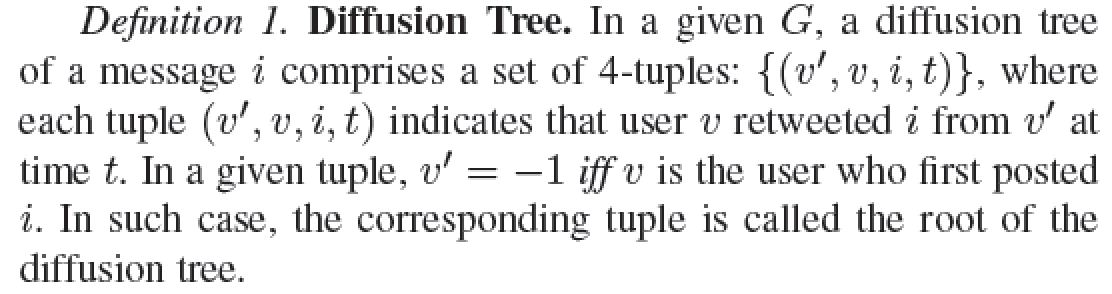 Definition 1. Diffusion Tree. In a given G, a diffusion tree
of a message i comprises a set of 4-tuples: {(v′, v, i, t)}, where
each tuple (v′, v, i, t) indicates that user v retweeted i from v′ at
time t. In a given tuple, v′ = −1 iff v is the user who first posted
i. In such case, the corresponding tuple is called the root of the
diffusion tree.